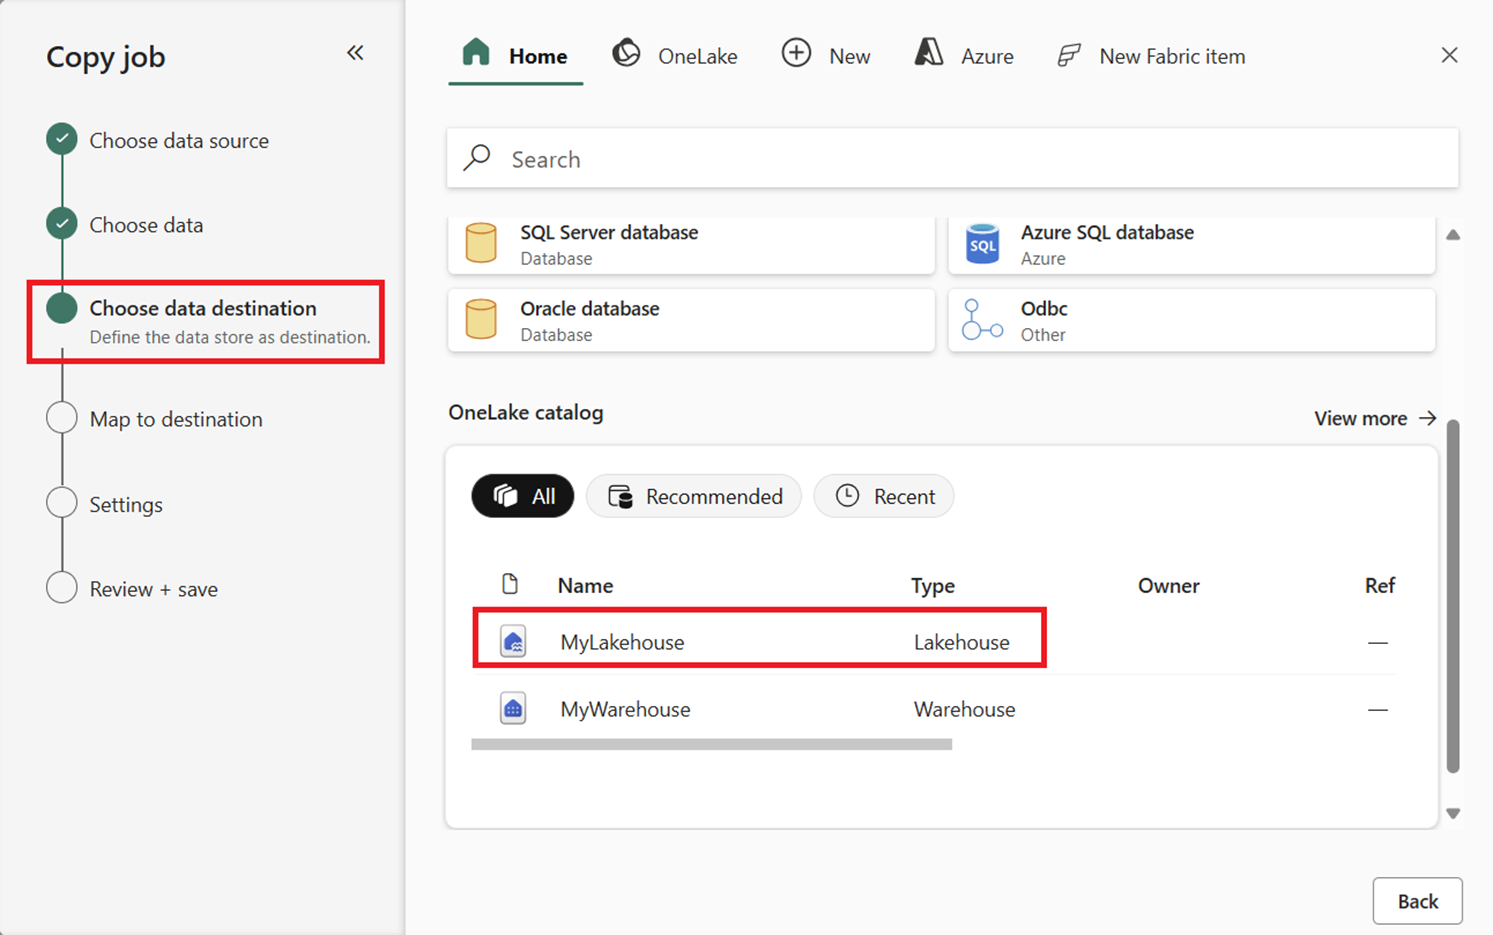 Copy job
Choose data source
Choose data
Choose data destination
Define the data store as destination.
Map to destination
Settings
Review + save
Home OneLake New Azure New Fabric item
Search
SQL Server database
Database
Azure SQL database
Azure
SQL
Oracle database
Database
Odbc
Other
OneLake catalog
View more
All Recommended Recent
Name Type Owner Ref
MyLakehouse Lakehouse —
MyWarehouse Warehouse —
Back